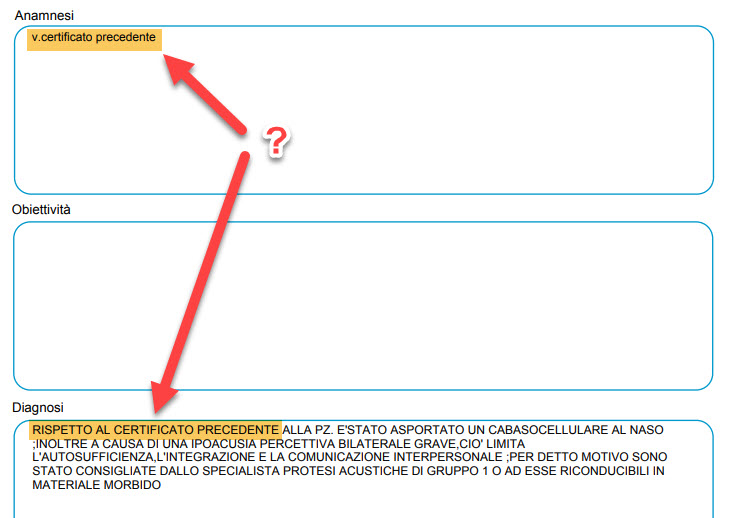 Anamnesi
v.certificato precedente
?
Obiettività
Diagnosi
RISPETTO AL CERTIFICATO PRECEDENTE ALLA PZ. E'STATO ASPORTATO UN CABASOCELLULARE AL NASO
;INOLTRE A CAUSA DI UNA IPOACUSIA PERCETTIVA BILATERALE GRAVE,CIO' LIMITA
L'AUTOSUFFICIENZA,L'INTEGRAZIONE E LA COMUNICAZIONE INTERPERSONALE ;PER DETTO MOTIVO SONO
STATO CONSIGLIATE DALLO SPECIALISTA PROTESI ACUSTICHE DI GRUPPO 1 O AD ESSE RICONDUCIBILI IN
MATERIALE MORBIDO